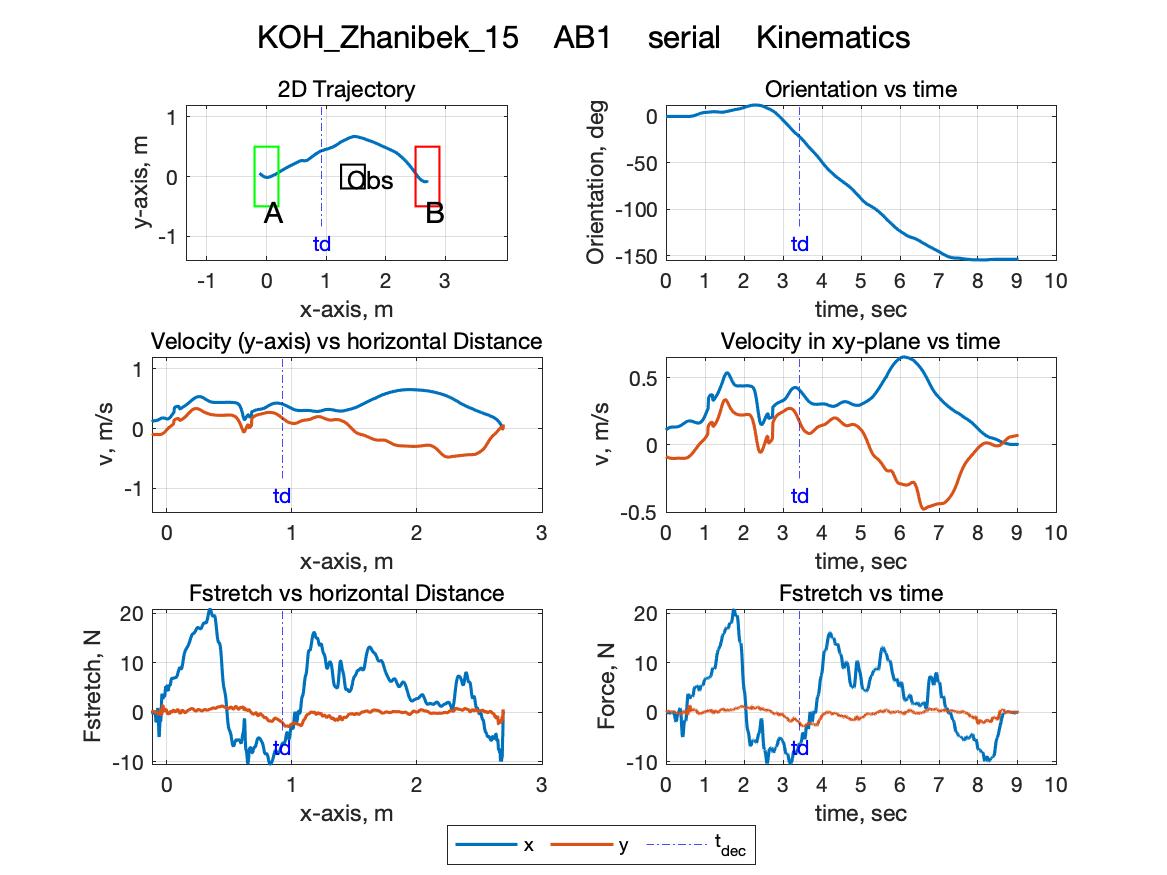 KOH_Zhanibek_15 AB1 serial Kinematics
2D Trajectory
y-axis, m
1
0
-1
A
Obs
B
td
-1 0 1 2 3
x-axis, m
Orientation vs time
Orientation, deg
0
-50
-100
-150
td
0 1 2 3 4 5 6 7 8 9 10
time, sec
Velocity (y-axis) vs horizontal Distance
v, m/s
1
0
-1
td
0 1 2 3
x-axis, m
Velocity in xy-plane vs time
v, m/s
0.5
0
-0.5
td
0 1 2 3 4 5 6 7 8 9 10
time, sec
Fstretch vs horizontal Distance
Fstretch, N
20
10
0
-10
td
0 1 2 3
x-axis, m
Fstretch vs time
Force, N
20
10
0
-10
td
0 1 2 3 4 5 6 7 8 9 10
time, sec
x y t_dec